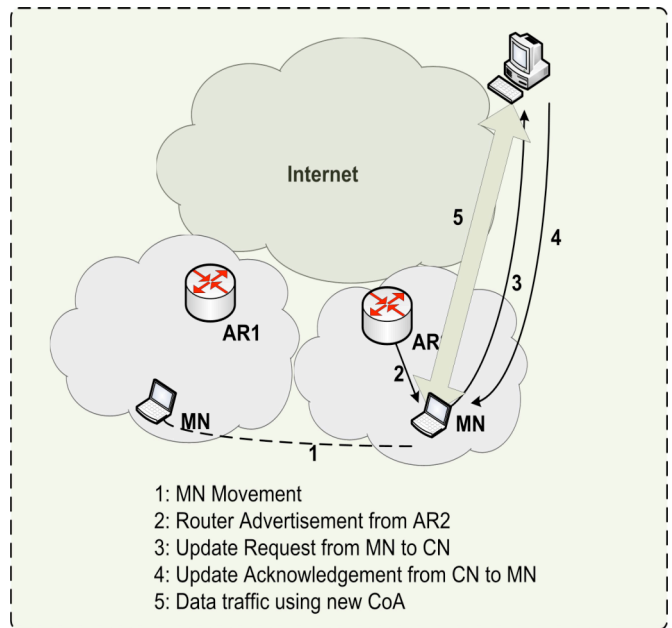 Internet
5
4
3
AR1
AR
2
MN
MN
1
1: MN Movement
2: Router Advertisement from AR2
3: Update Request from MN to CN
4: Update Acknowledgement from CN to MN
5: Data traffic using new CoA